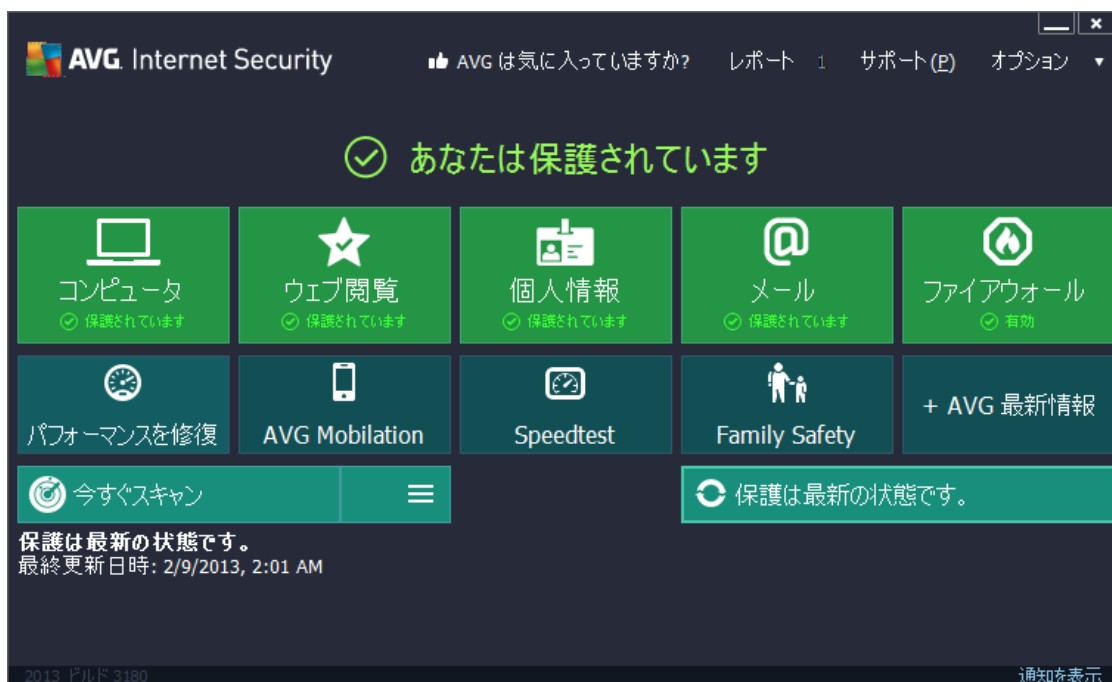 AVG. Internet Security
AVG は気に入っていますか?
レポート 1
サポート(P)
オプション
あなたは保護されています
コンピュータ
保護されています
ウェブ閲覧
保護されています
個人情報
保護されています
メール
保護されています
ファイアウォール
有効
パフォーマンスを修復
AVG Mobilation
Speedtest
Family Safety
+ AVG 最新情報
今すぐスキャン
保護は最新の状態です。
保護は最新の状態です。
最終更新日時: 2/9/2013, 2:01 AM
2013 ビルド 3180
通知を表示